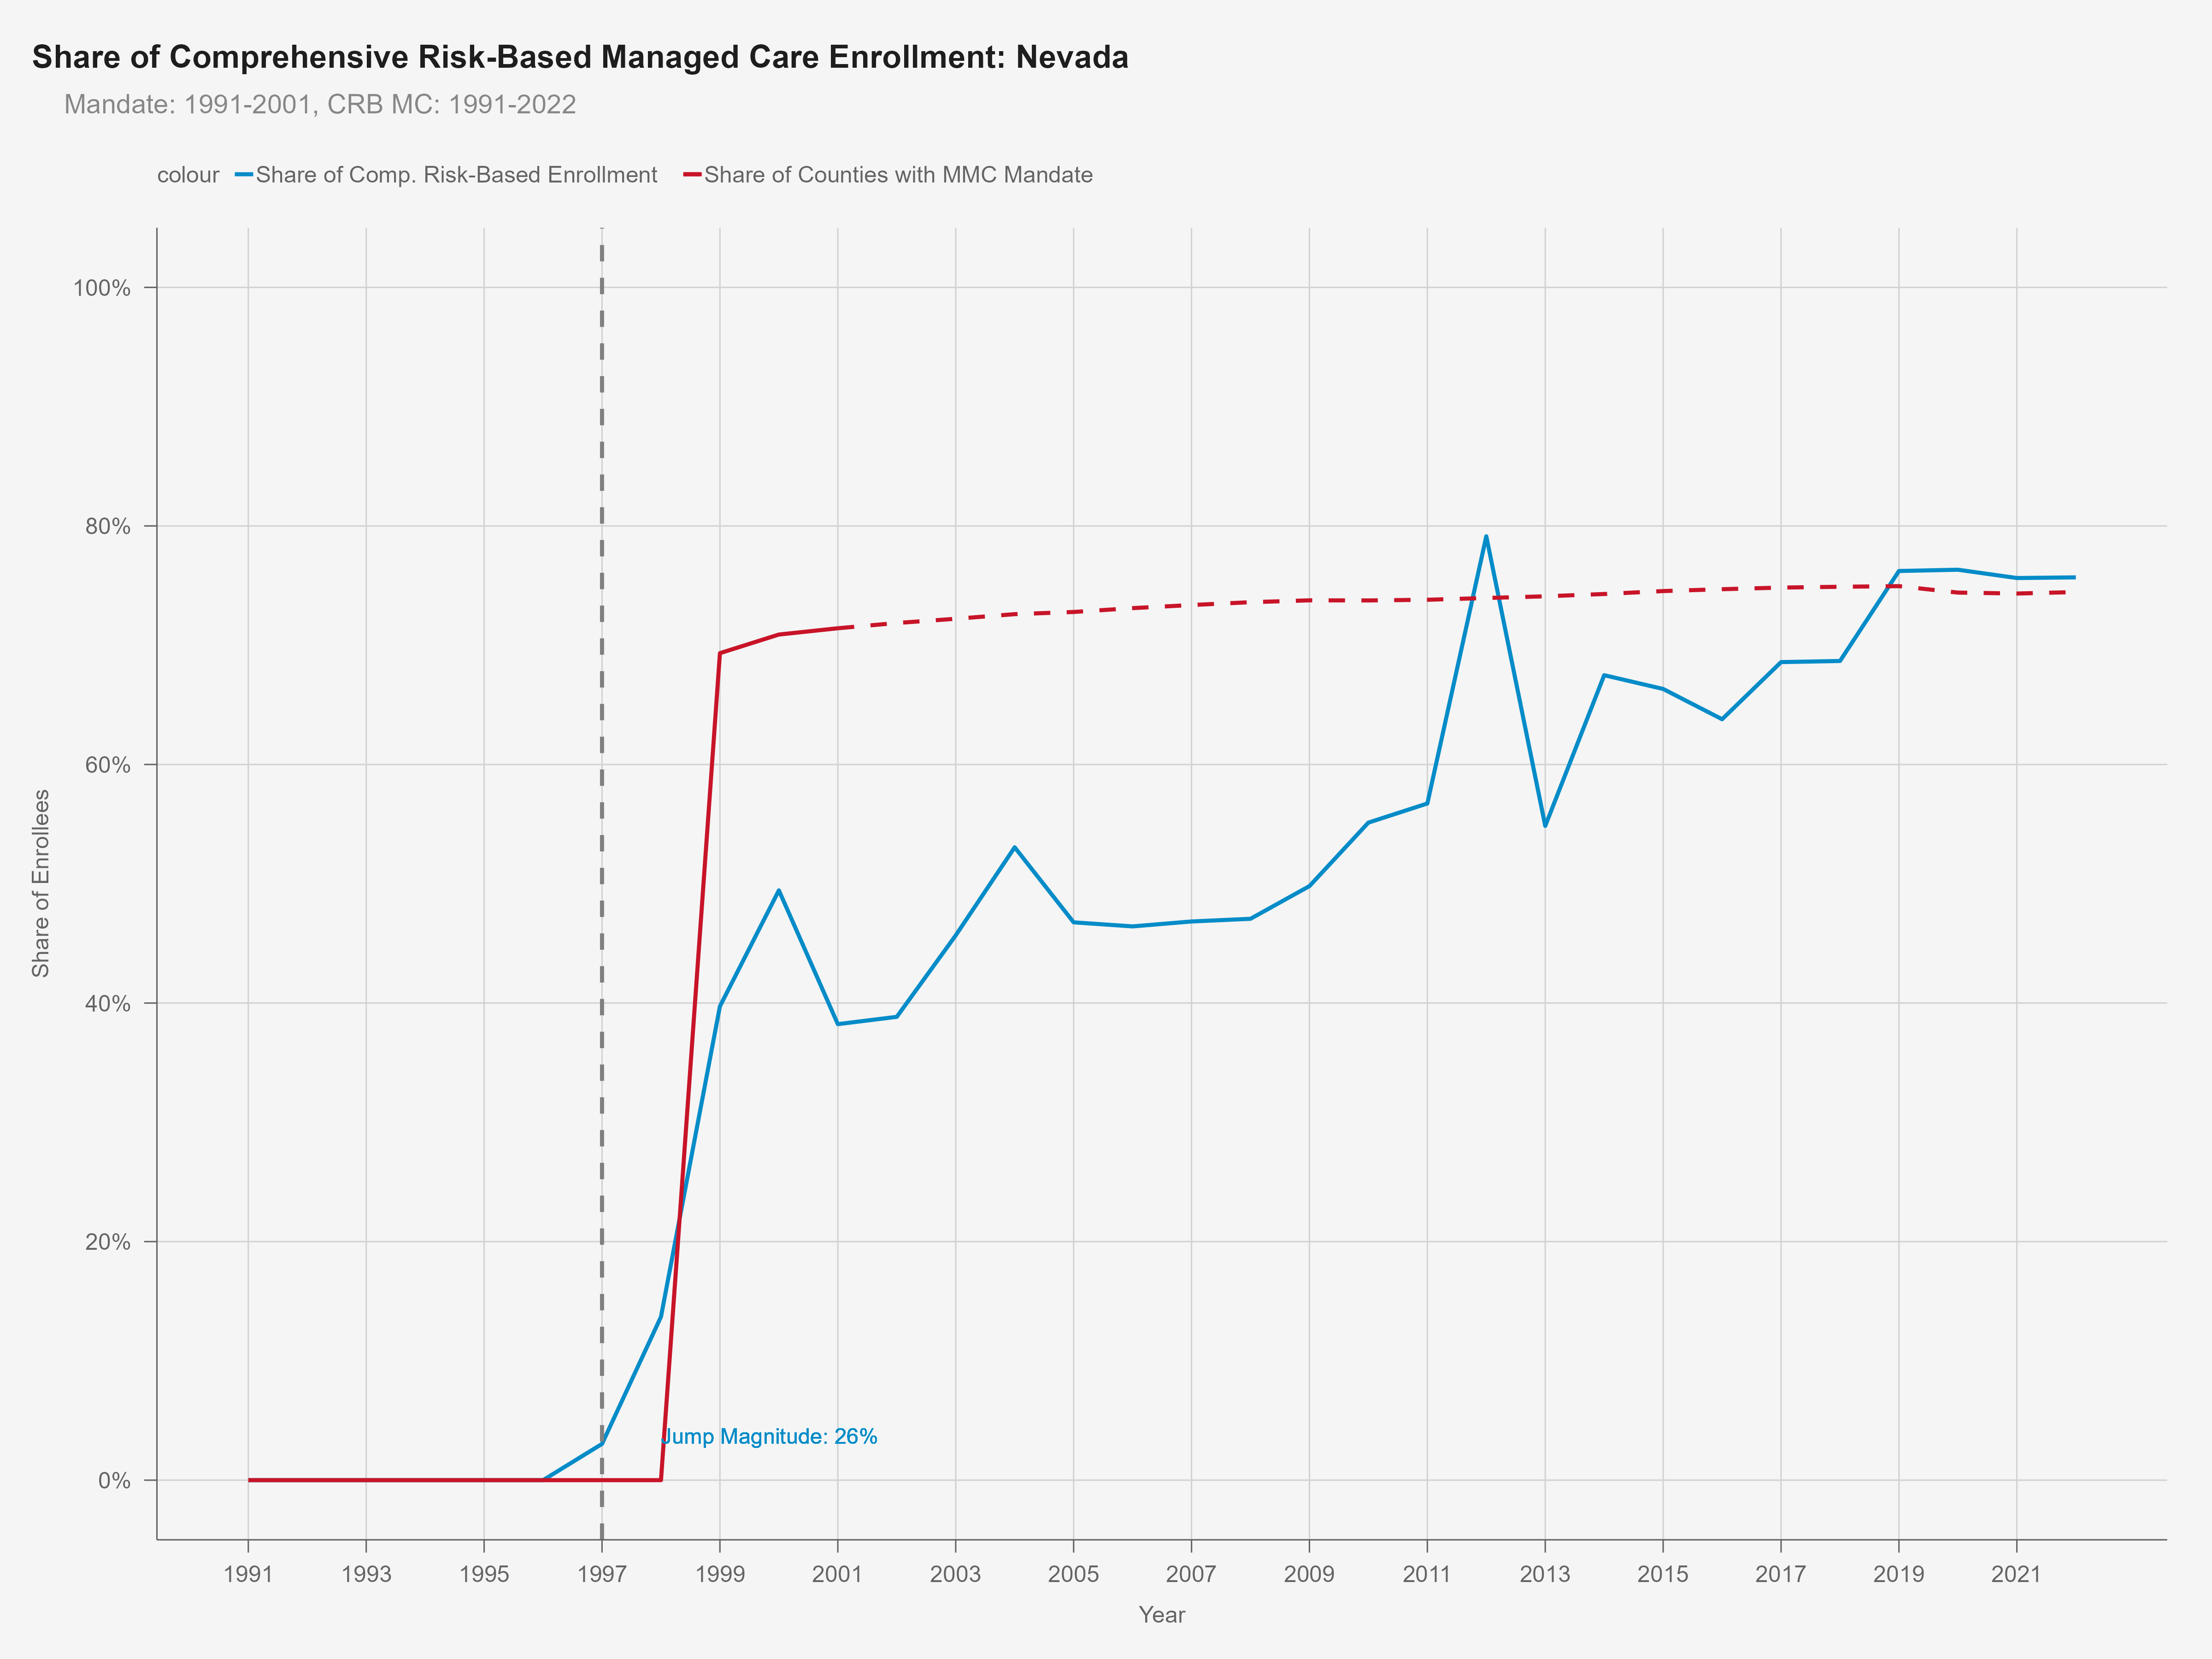 Share of Comprehensive Risk-Based Managed Care Enrollment: Nevada
Mandate: 1991-2001, CRB MC: 1991-2022
colour Share of Comp. Risk-Based Enrollment Share of Counties with MMC Mandate
100%
80%
60%
40%
20%
0%
Share of Enrollees
Jump Magnitude: 26%
1991 1993 1995 1997 1999 2001 2003 2005 2007 2009 2011 2013 2015 2017 2019 2021
Year